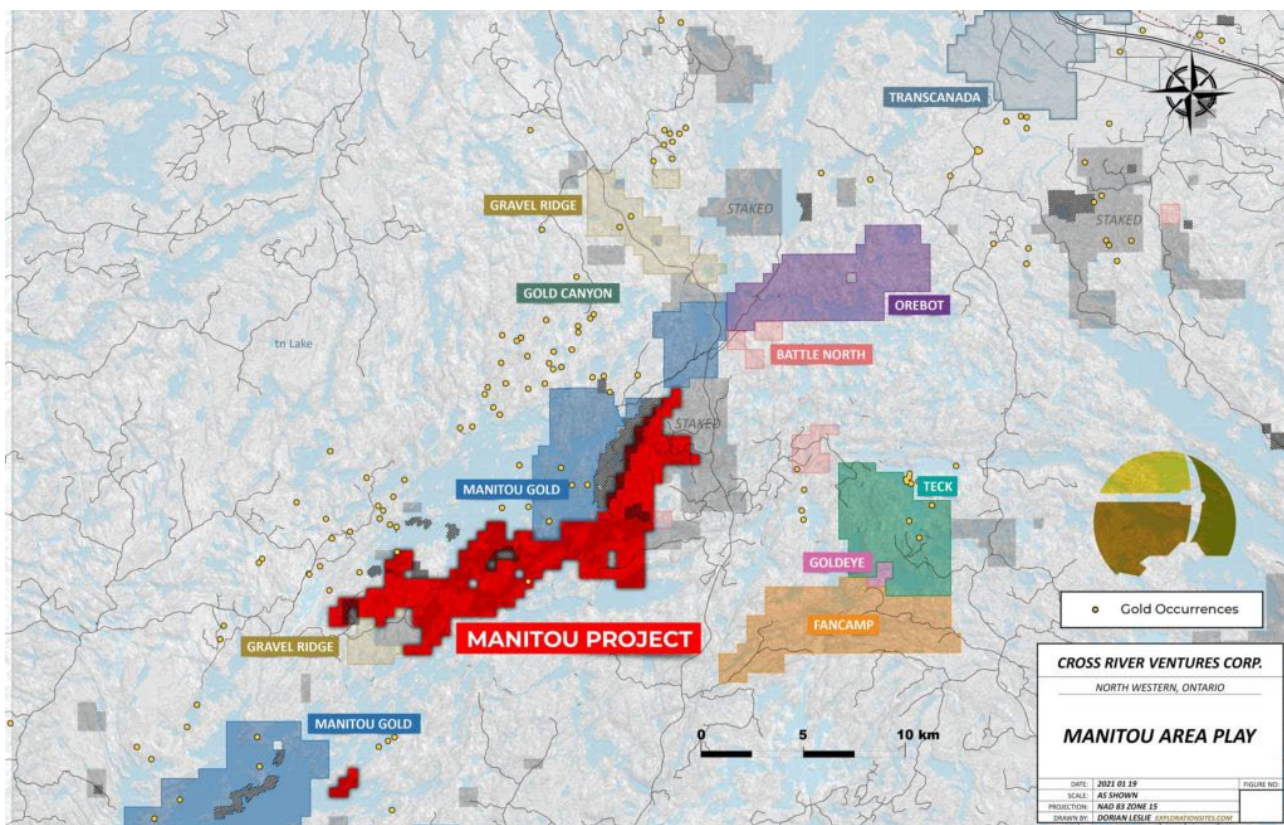 TRANSCANADA
GRAVEL RIDGE
STAKED
STAKED
GOLD CANYON
OREBOT
tn Lake
BATTLE NORTH
STAKED
MANITOU GOLD
TECK
GOLDEYE
Gold Occurrences
FANCAMP
MANITOU PROJECT
GRAVEL RIDGE
MANITOU GOLD
0 5 10 km
CROSS RIVER VENTURES CORP.
NORTH WESTERN, ONTARIO
MANITOU AREA PLAY
DATE: 2021 01 19 FIGURE NO:
SCALE: AS SHOWN
PROJECTION: NAD 83 ZONE 15
DRAWN BY: DORIAN LESLIE EXPLORATIONSITES.COM